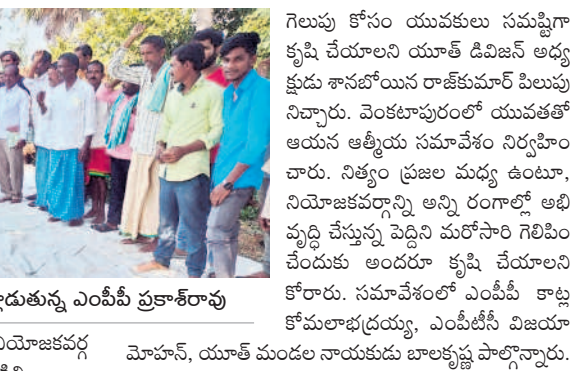 గెలుపు కోసం యువకులు సమష్టిగా
కృషి చేయాలని యూత్ డివిజన్ అధ్య
క్షుడు శానబోయిన రాజ్‌కుమార్ పిలుపు
నిచ్చారు. వెంకటాపురంలో యువతతో
ఆయన ఆత్మీయ సమావేశం నిర్వహిం
చారు. నిత్యం ప్రజల మధ్య ఉంటూ,
నియోజకవర్గాన్ని అన్ని రంగాల్లో అభి
వృద్ధి చేస్తున్న పెద్దిని మరోసారి గెలిపిం
చేందుకు అందరూ కృషి చేయాలని
కోరారు. సమావేశంలో ఎంపీపీ కాట్ల
కోమలాభద్రయ్య, ఎంపీటీసీ విజయా
మోహన్, యూత్ మండల నాయకుడు బాలకృష్ణ పాల్గొన్నారు.
ఎంపీపీ ప్రకాశ్‌రావు